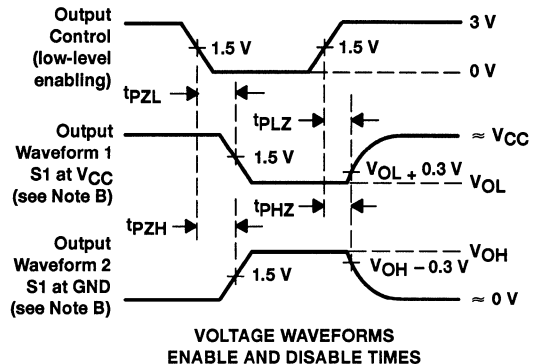 Output
Control
(low-level
enabling)
1.5 V
1.5 V
3 V
0 V
tPZL
tPLZ
Output
Waveform 1
S1 at VCC
(see Note B)
1.5 V
≈ VCC
VOL + 0.3 V
VOL
tPZH
tPHZ
Output
Waveform 2
S1 at GND
(see Note B)
1.5 V
VOH
VOH − 0.3 V
≈ 0 V
VOLTAGE WAVEFORMS
ENABLE AND DISABLE TIMES